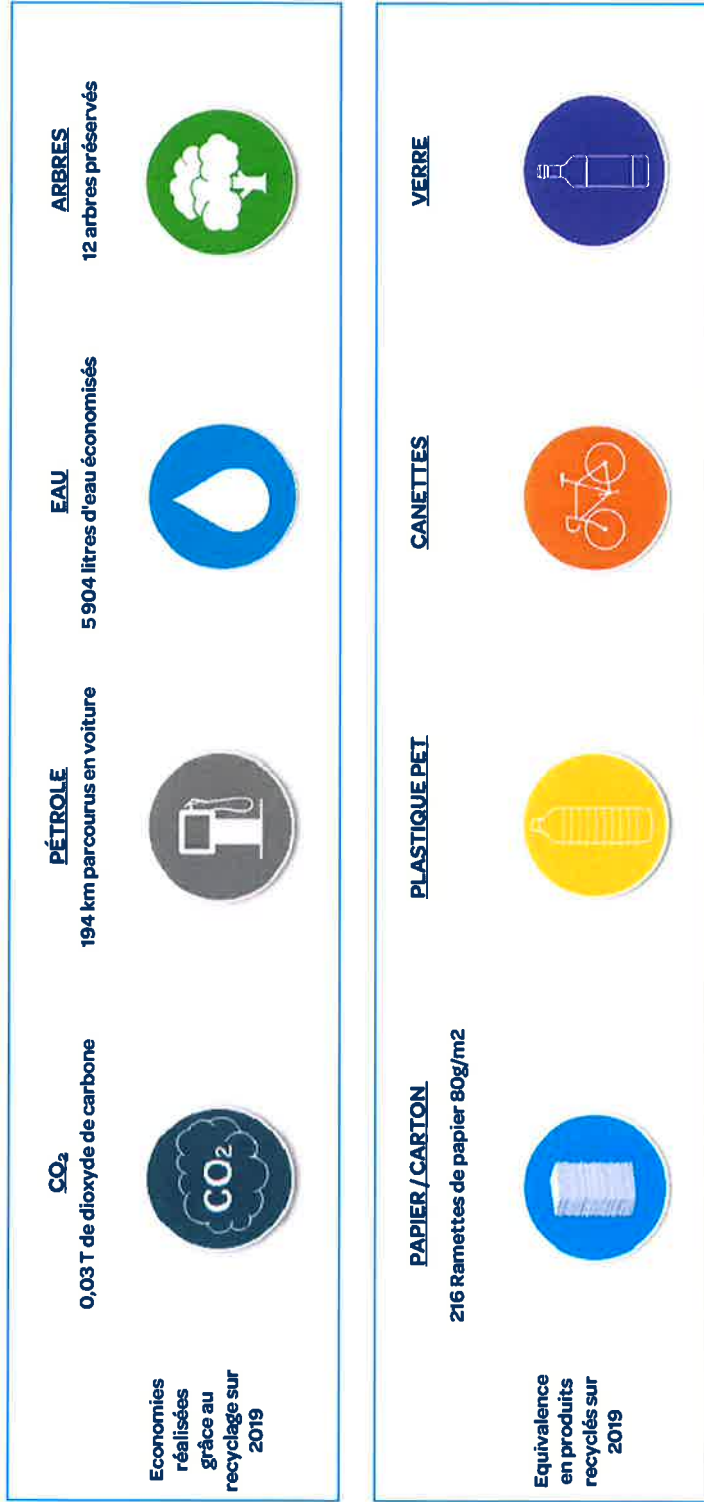 Economies
réalisées
grâce au
recyclage sur
2019
CO₂
0,03 T de dioxyde de carbone
CO₂
PÉTROLE
194 km parcourus en voiture
EAU
5 904 litres d'eau économisés
ARBRES
12 arbres préservés
Equivalence
en produits
recyclés sur
2019
PAPIER / CARTON
216 Ramettes de papier 80g/m2
PLASTIQUE PET
CANETTES
VERRE